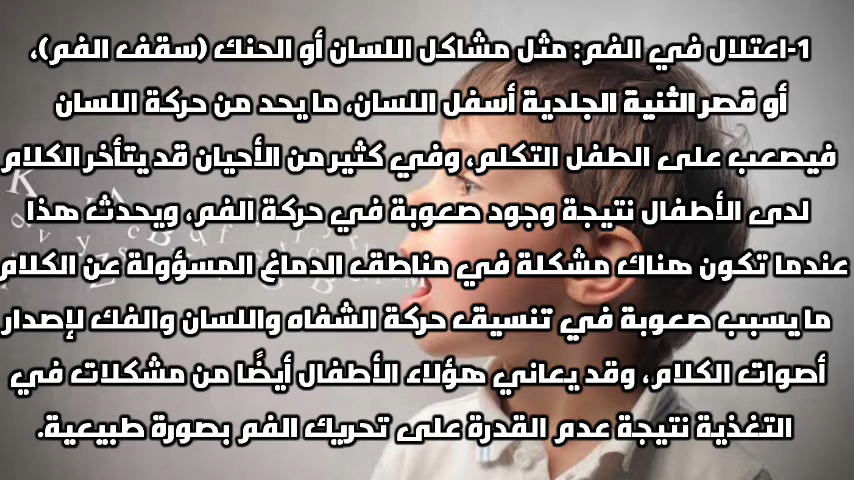 1-اعتلال في الفم: مثل مشاكل اللسان أو الحنك (سقف الفم)،
أو قصر الثنية الجلدية أسفل اللسان، ما يحد من حركة اللسان
فيصعب على الطفل التكلم، وفي كثير من الأحيان قد يتأخر الكلام
لدى الأطفال نتيجة وجود صعوبة في حركة الفم، ويحدث هذا
عندما تكون هناك مشكلة في مناطق الدماغ المسؤولة عن الكلام
ما يسبب صعوبة في تنسيق حركة الشفاه واللسان والفك لإصدار
أصوات الكلام، وقد يعاني هؤلاء الأطفال أيضًا من مشكلات في
التغذية نتيجة عدم القدرة على تحريك الفم بصورة طبيعية.